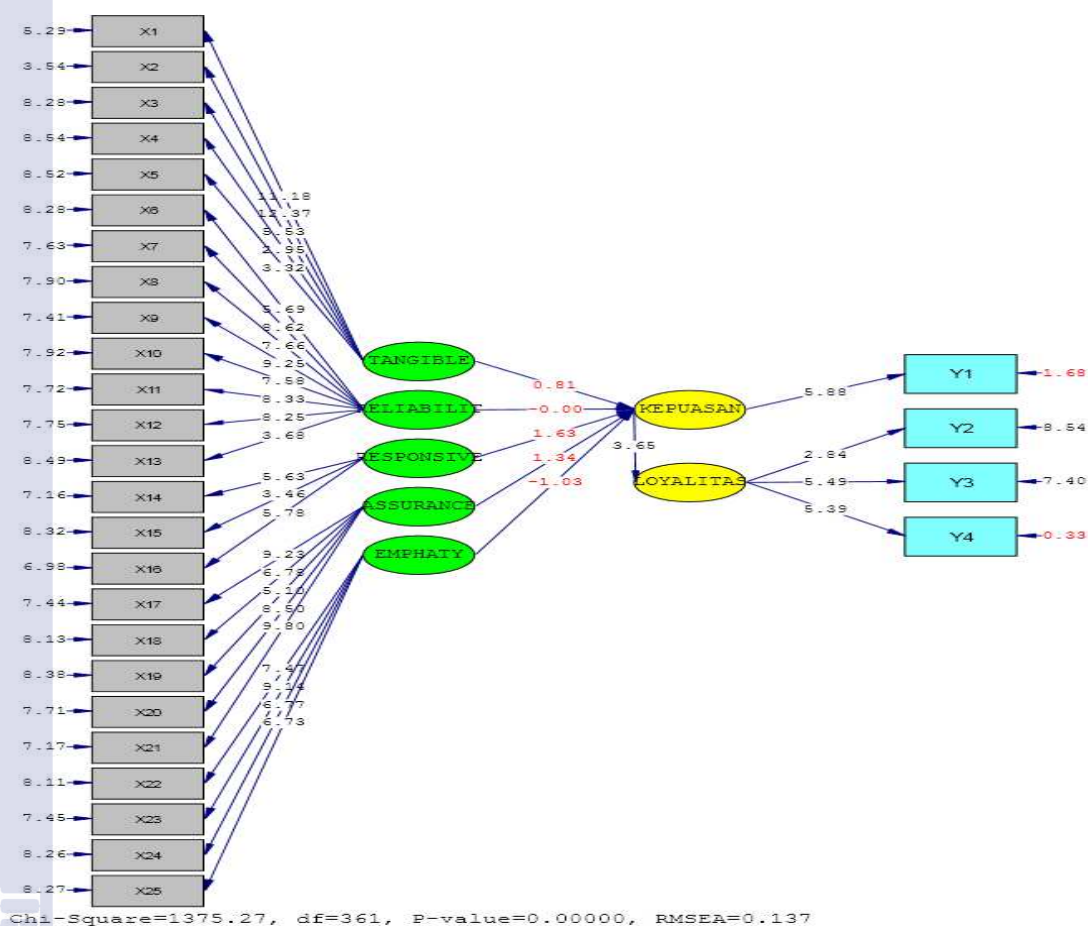 5.29 X1
3.54 X2
8.28 X3
8.54 X4
8.52 X5
8.28 X6
7.63 X7
7.90 X8
7.41 X9
7.92 X10
7.72 X11
7.75 X12
8.49 X13
7.16 X14
8.32 X15
6.98 X16
7.44 X17
8.13 X18
8.38 X19
7.71 X20
7.17 X21
8.11 X22
7.45 X23
8.26 X24
8.27 X25
11.18
12.37
2.95
3.32
5.69
8.62
7.66
9.25
7.58
8.33
8.25
3.68
5.63
3.46
5.78
9.23
6.78
5.10
8.50
9.80
7.47
9.14
6.77
6.73
TANGIBLE
RELIABILIT
RESPONSIVE
ASSURANCE
EMPHATY
0.81
-0.00
1.63
1.34
-1.03
KEPUASAN
3.65
LOYALITAS
5.88
2.84
5.49
5.39
Y1 1.68
Y2 8.54
Y3 7.40
Y4 0.33
Chi-Square=1375.27, df=361, P-value=0.00000, RMSEA=0.137